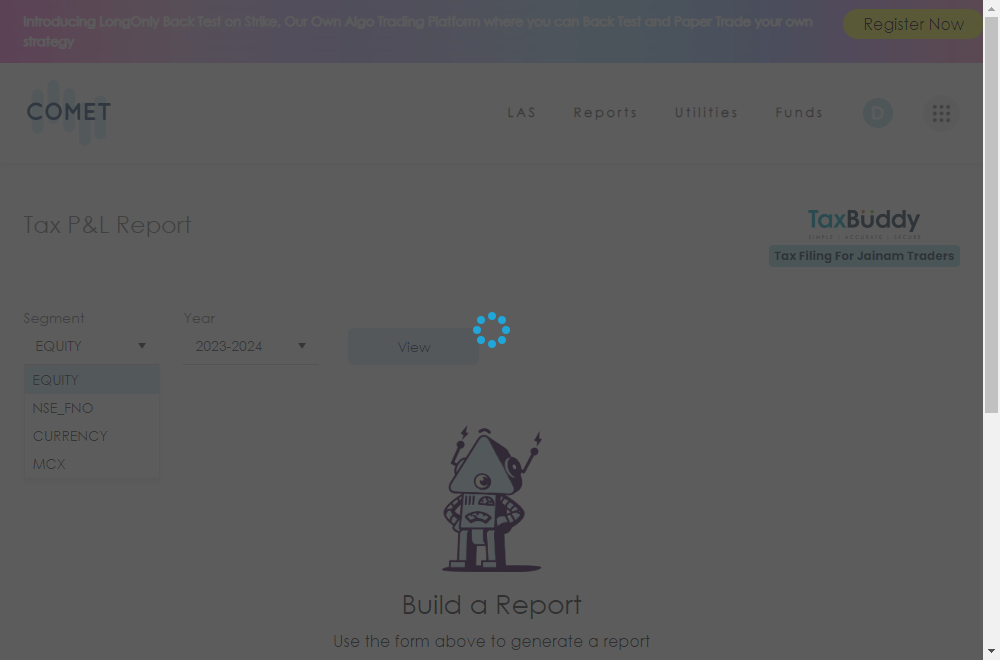 Introducing LongOnly Back Test on Strike, Our Own Algo Trading Platform where you can Back Test and Paper Trade your own
strategy
Register Now
COMET
LAS
Reports
Utilities
Funds
D
Tax P&L Report
TaxBuddy
SIMPLE | ACCURATE | SECURE
Tax Filing For Jainam Traders
Segment
Year
EQUITY
2023-2024
View
EQUITY
NSE_FNO
CURRENCY
MCX
Build a Report
Use the form above to generate a report